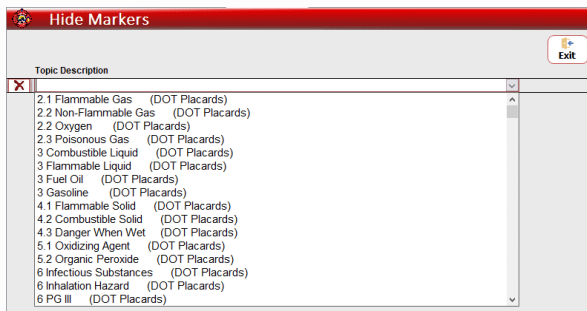 Hide Markers
Exit
Topic Description
2.1 Flammable Gas (DOT Placards)
2.2 Non-Flammable Gas (DOT Placards)
2.2 Oxygen (DOT Placards)
2.3 Poisonous Gas (DOT Placards)
3 Combustible Liquid (DOT Placards)
3 Flammable Liquid (DOT Placards)
3 Fuel Oil (DOT Placards)
3 Gasoline (DOT Placards)
4.1 Flammable Solid (DOT Placards)
4.2 Combustible Solid (DOT Placards)
4.3 Danger When Wet (DOT Placards)
5.1 Oxidizing Agent (DOT Placards)
5.2 Organic Peroxide (DOT Placards)
6 Infectious Substances (DOT Placards)
6 Inhalation Hazard (DOT Placards)
6 PG III (DOT Placards)